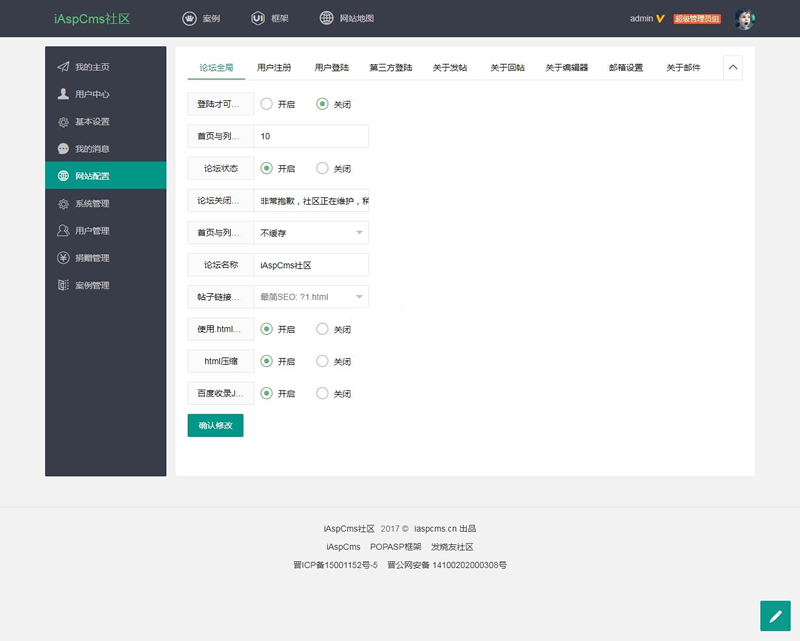 iAspCms社区 案例 框架 网站地图 admin 超级管理员组
我的主页
用户中心
基本设置
我的消息
网站配置
系统管理
用户管理
捐赠管理
案例管理
论坛全局 用户注册 用户登陆 第三方登陆 关于发帖 关于回帖 关于编辑器 邮箱设置 关于邮件
登陆才可... 开启 关闭
首页与列... 10
论坛状态 开启 关闭
论坛关闭... 非常抱歉，社区正在维护，稍
首页与列... 不缓存
论坛名称 iAspCms社区
帖子链接... 最简SEO: ?1.html
使用.html... 开启 关闭
html压缩 开启 关闭
百度收录J... 开启 关闭
确认修改
iAspCms社区 2017 © iaspcms.cn 出品
iAspCms POPASP框架 发烧友社区
晋ICP备15001152号-5 晋公网安备 14100202000308号